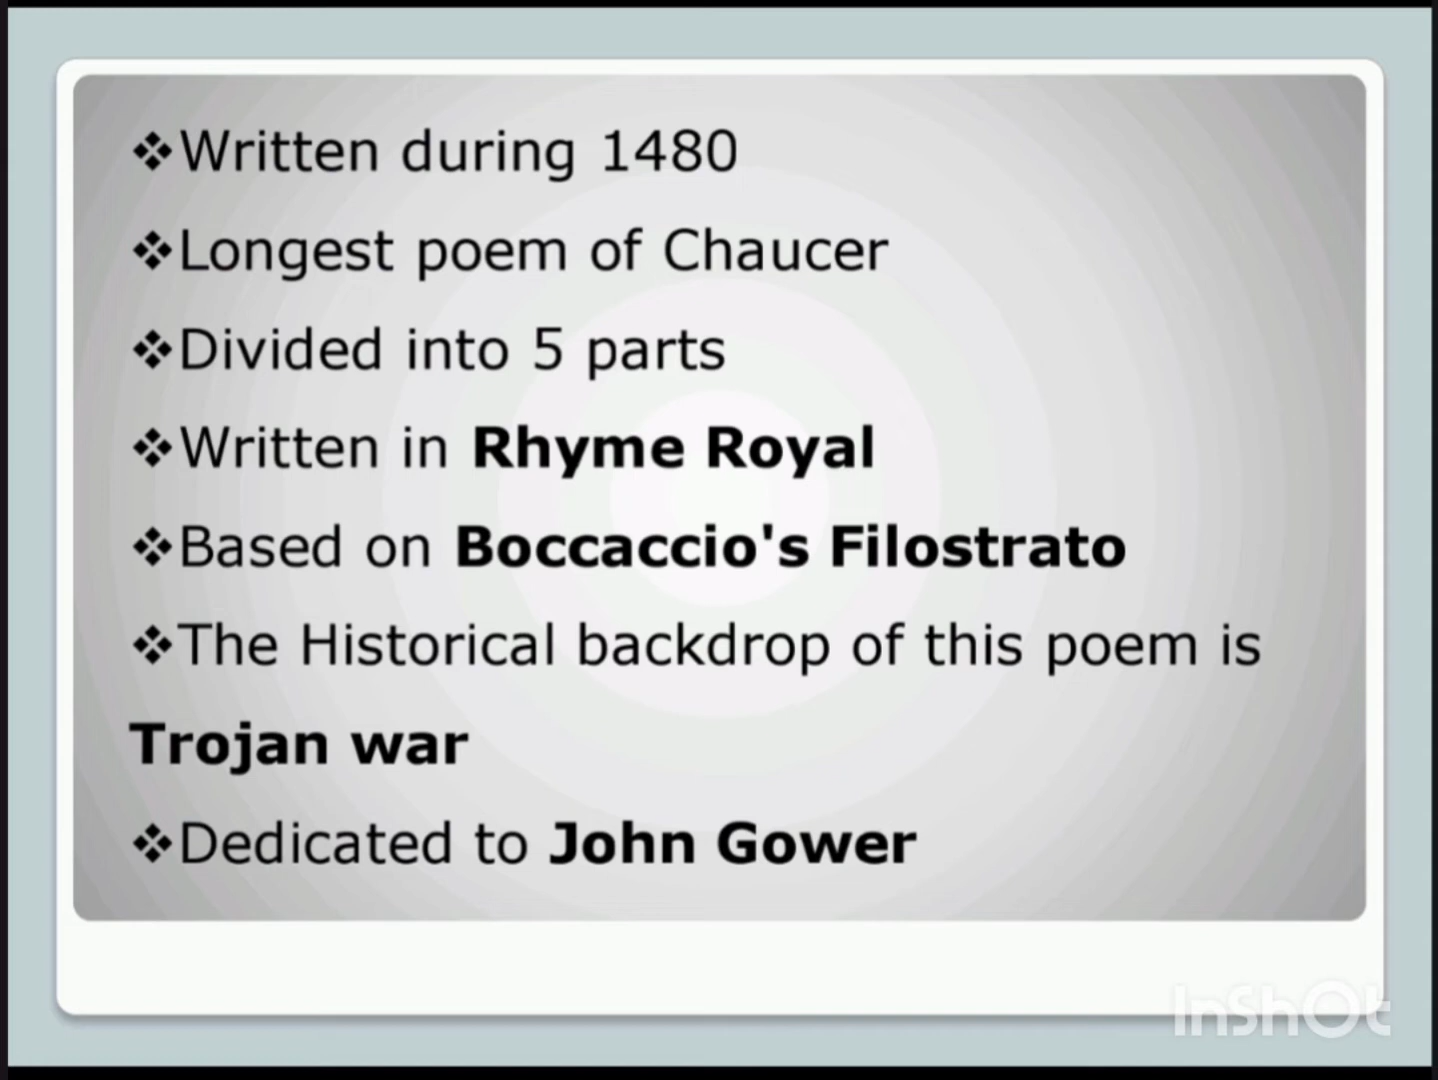 ❖Written during 1480
❖Longest poem of Chaucer
❖Divided into 5 parts
❖Written in Rhyme Royal
❖Based on Boccaccio's Filostrato
❖The Historical backdrop of this poem is
Trojan war
❖Dedicated to John Gower
InShOt